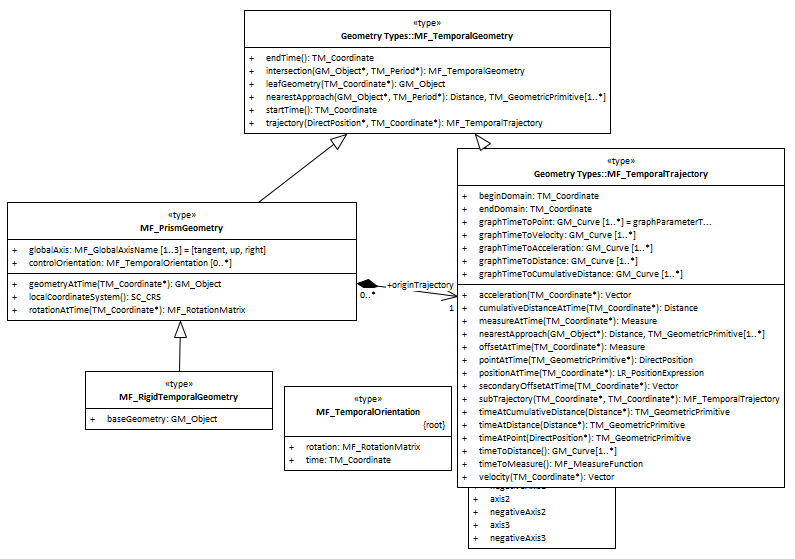 «type»
Geometry Types::MF_TemporalGeometry
+ endTime(): TM_Coordinate
+ intersection(GM_Object*, TM_Period*): MF_TemporalGeometry
+ leafGeometry(TM_Coordinate*): GM_Object
+ nearestApproach(GM_Object*, TM_Period*): Distance, TM_GeometricPrimitive[1..*]
+ startTime(): TM_Coordinate
+ trajectory(DirectPosition*, TM_Coordinate*): MF_TemporalTrajectory
«type»
MF_PrismGeometry
+ globalAxis: MF_GlobalAxisName [1..3] = [tangent, up, right]
+ controlOrientation: MF_TemporalOrientation [0..*]
+ geometryAtTime(TM_Coordinate*): GM_Object
+ localCoordinateSystem(): SC_CRS
+ rotationAtTime(TM_Coordinate*): MF_RotationMatrix
+originTrajectory
0..*
1
«type»
Geometry Types::MF_TemporalTrajectory
+ beginDomain: TM_Coordinate
+ endDomain: TM_Coordinate
+ graphTimeToPoint: GM_Curve [1..*] = graphParameterT...
+ graphTimeToVelocity: GM_Curve [1..*]
+ graphTimeToAcceleration: GM_Curve [1..*]
+ graphTimeToDistance: GM_Curve [1..*]
+ graphTimeToCumulativeDistance: GM_Curve [1..*]
+ acceleration(TM_Coordinate*): Vector
+ cumulativeDistanceAtTime(TM_Coordinate*): Distance
+ measureAtTime(TM_Coordinate*): Measure
+ nearestApproach(GM_Object*): Distance, TM_GeometricPrimitive[1..*]
+ offsetAtTime(TM_Coordinate*): Measure
+ pointAtTime(TM_GeometricPrimitive*): DirectPosition
+ positionAtTime(TM_Coordinate*): LR_PositionExpression
+ secondaryOffsetAtTime(TM_Coordinate*): Vector
+ subTrajectory(TM_Coordinate*, TM_Coordinate*): MF_TemporalTrajectory
+ timeAtCumulativeDistance(Distance*): TM_GeometricPrimitive
+ timeAtDistance(Distance*): TM_GeometricPrimitive
+ timeAtPoint(DirectPosition*): TM_GeometricPrimitive
+ timeToDistance(): GM_Curve[1..*]
+ timeToMeasure(): MF_MeasureFunction
+ velocity(TM_Coordinate*): Vector
«type»
MF_RigidTemporalGeometry
+ baseGeometry: GM_Object
«type»
MF_TemporalOrientation
{root}
+ rotation: MF_RotationMatrix
+ time: TM_Coordinate
+ axis2
+ negativeAxis2
+ axis3
+ negativeAxis3